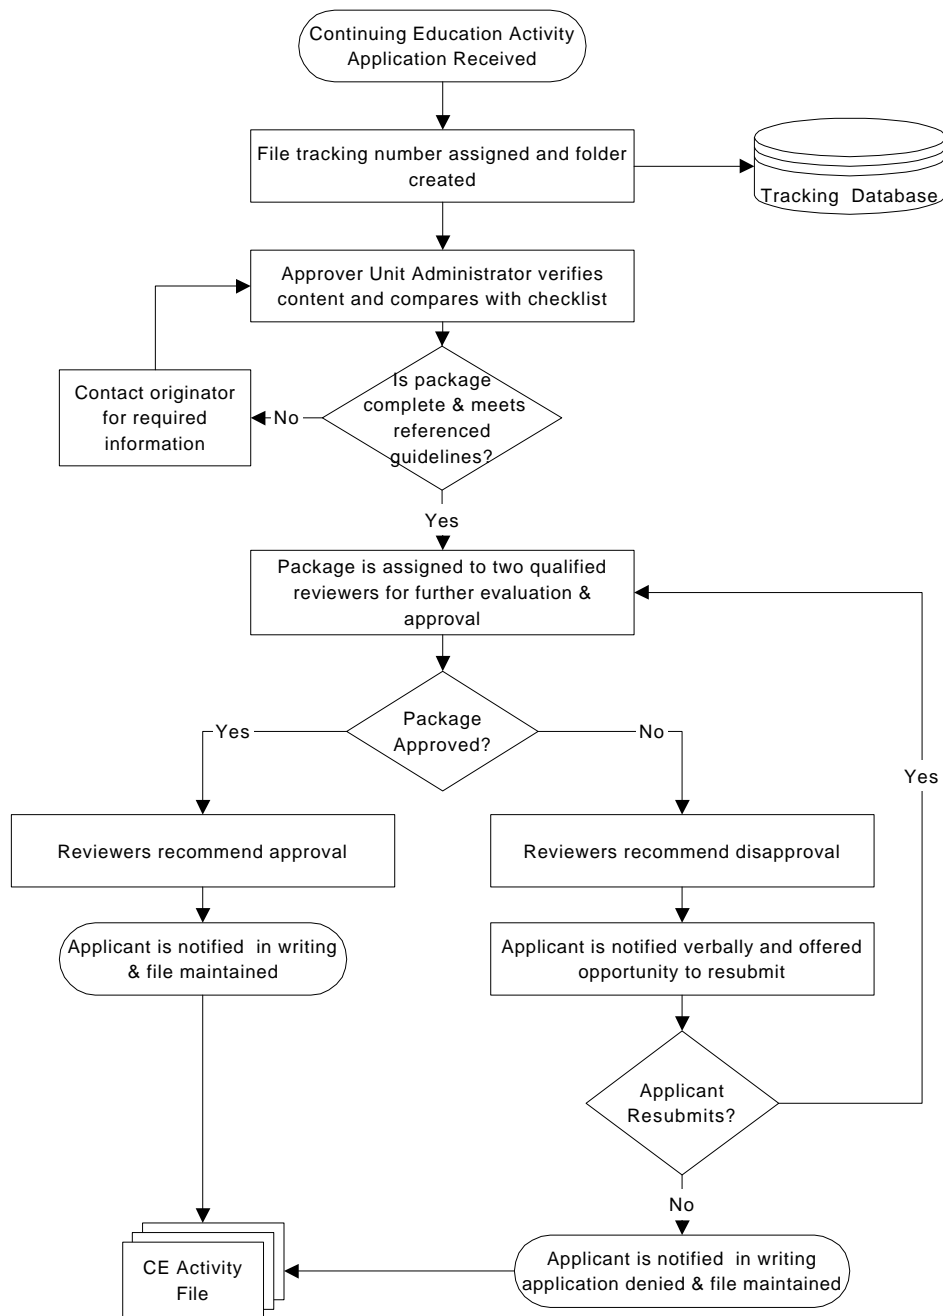 Continuing Education Activity
Application Received
File tracking number assigned and folder
created
Tracking Database
Approver Unit Administrator verifies
content and compares with checklist
Is package
complete & meets
referenced
guidelines?
No
Contact originator
for required
information
Yes
Package is assigned to two qualified
reviewers for further evaluation &
approval
Package
Approved?
Yes
No
Yes
Reviewers recommend approval
Reviewers recommend disapproval
Applicant is notified in writing
& file maintained
Applicant is notified verbally and offered
opportunity to resubmit
Applicant
Resubmits?
No
Applicant is notified in writing
application denied & file maintained
CE Activity
File